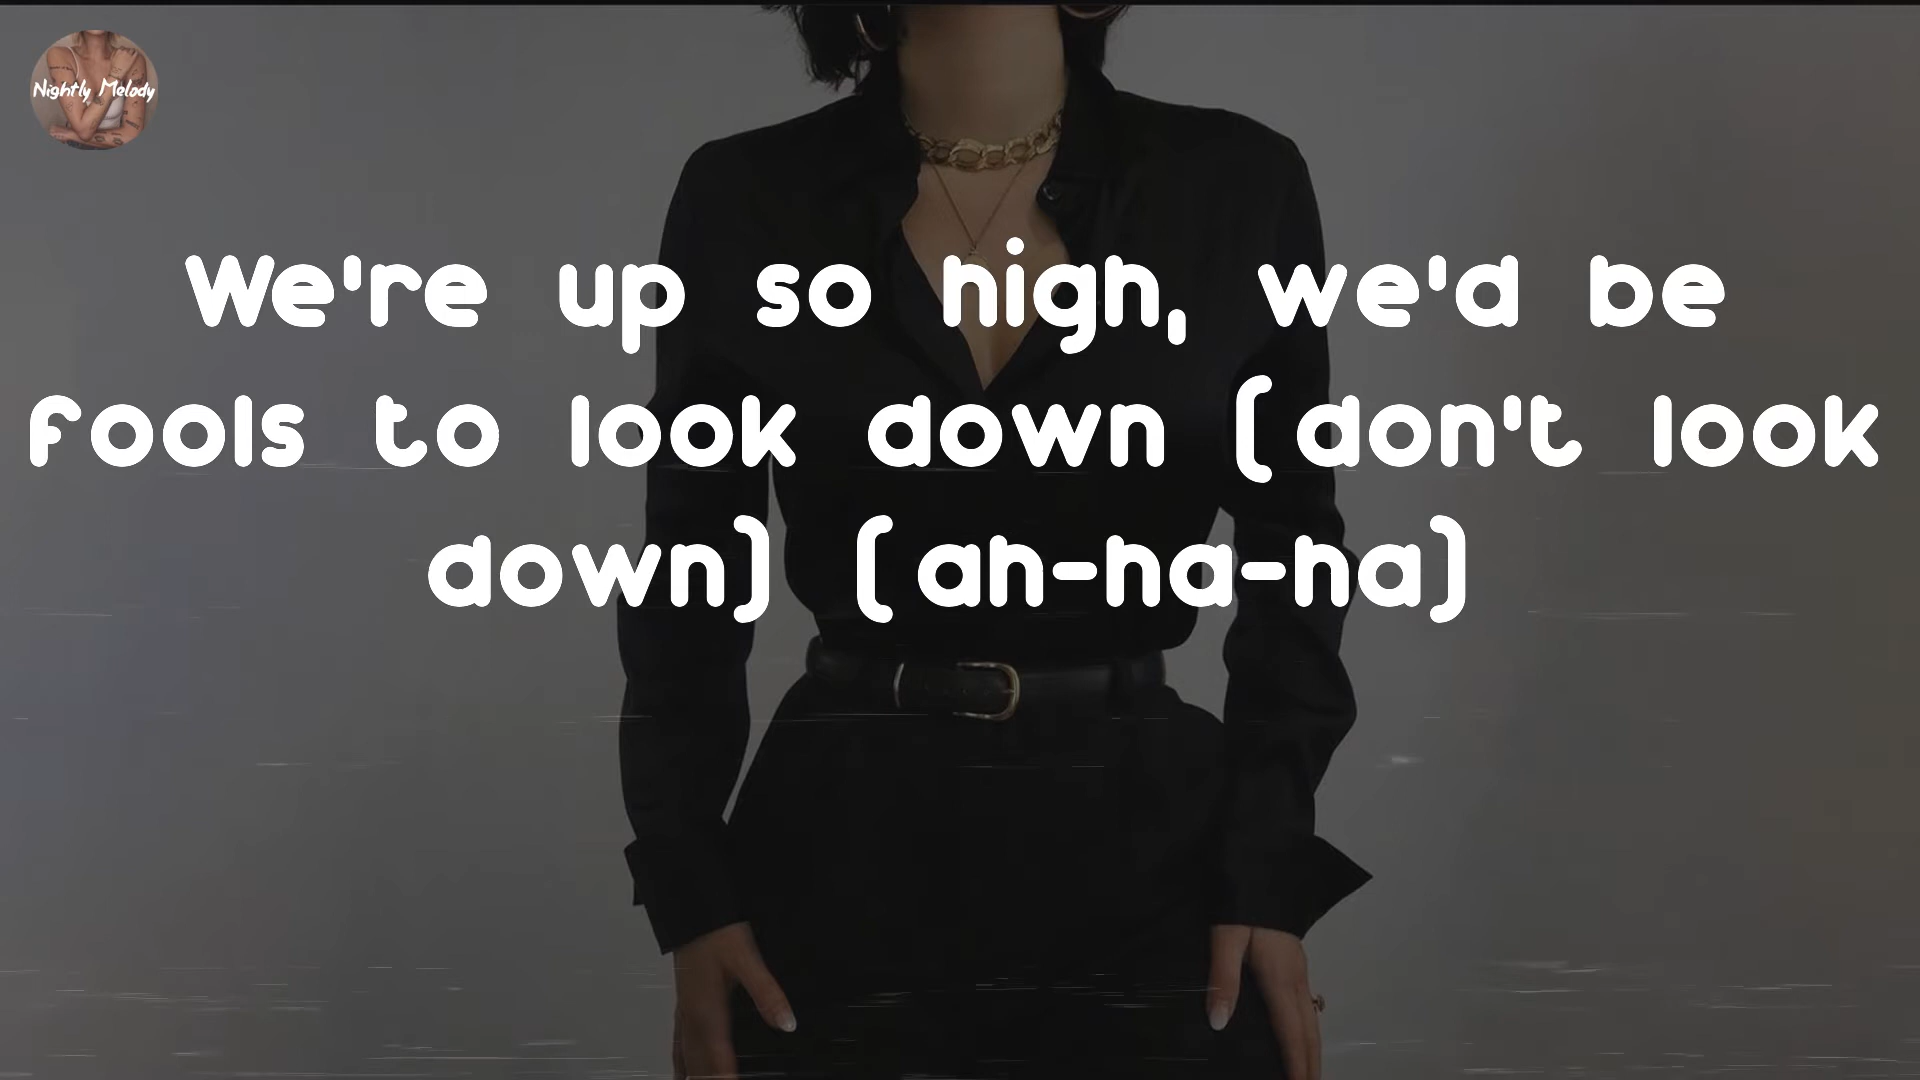 Nightly Melody
We're up so high, we'd be
fools to look down (don't look
down) (ah-ha-ha)